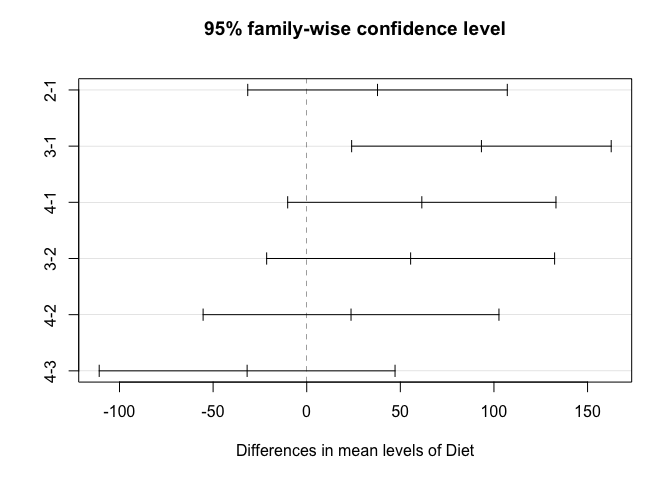 95% family-wise confidence level
2-1
3-1
4-1
3-2
4-2
4-3
-100 -50 0 50 100 150
Differences in mean levels of Diet